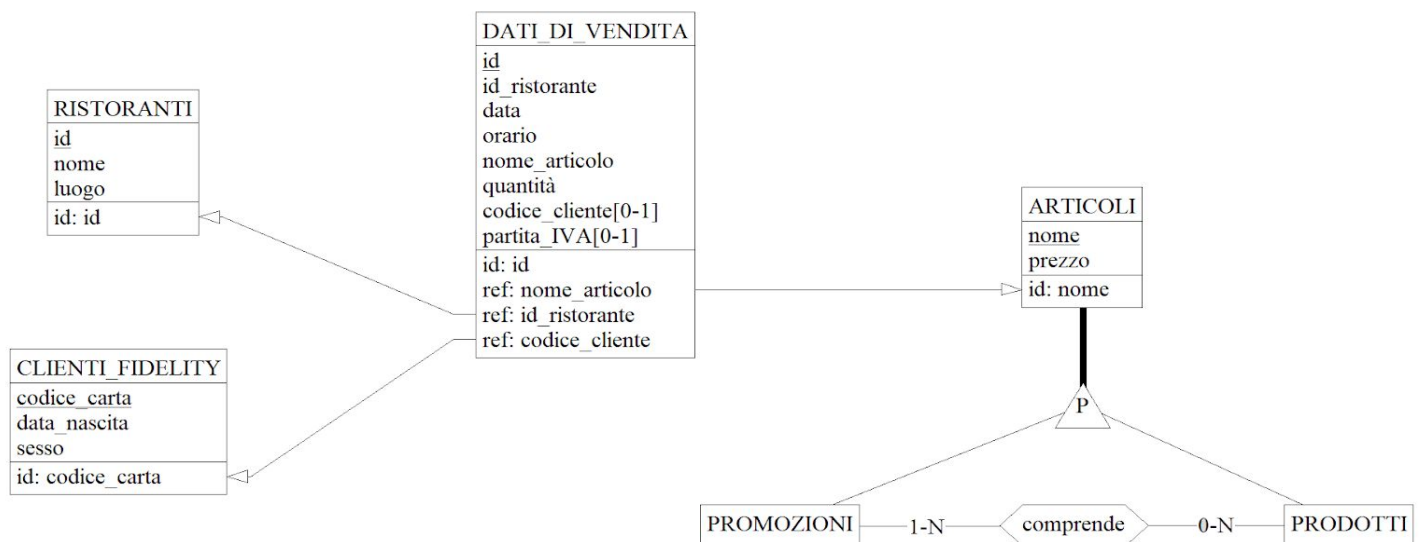 DATI_DI_VENDITA
id
id_ristorante
data
orario
nome_articolo
quantità
codice_cliente[0-1]
partita_IVA[0-1]
id: id
ref: nome_articolo
ref: id_ristorante
ref: codice_cliente
RISTORANTI
id
nome
luogo
id: id
CLIENTI_FIDELITY
codice_carta
data_nascita
sesso
id: codice_carta
ARTICOLI
nome
prezzo
id: nome
P
PROMOZIONI 1-N comprende 0-N PRODOTTI